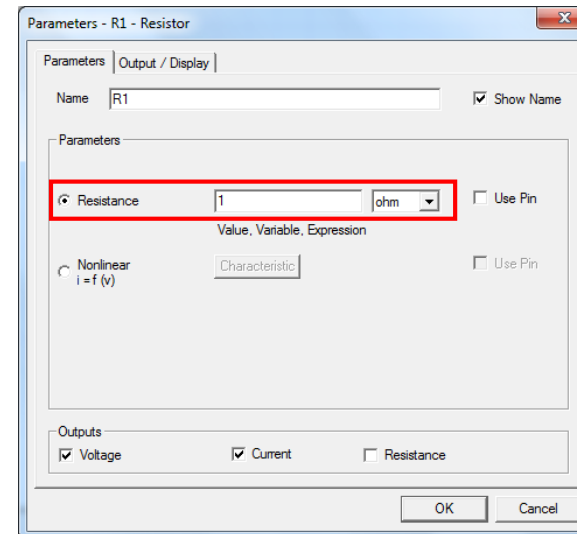 Parameters - R1 - Resistor
Parameters Output / Display
Name R1 Show Name
Parameters
Resistance 1 ohm Use Pin
Value, Variable, Expression
Nonlinear Characteristic Use Pin
i = f (v)
Outputs
Voltage Current Resistance
OK Cancel